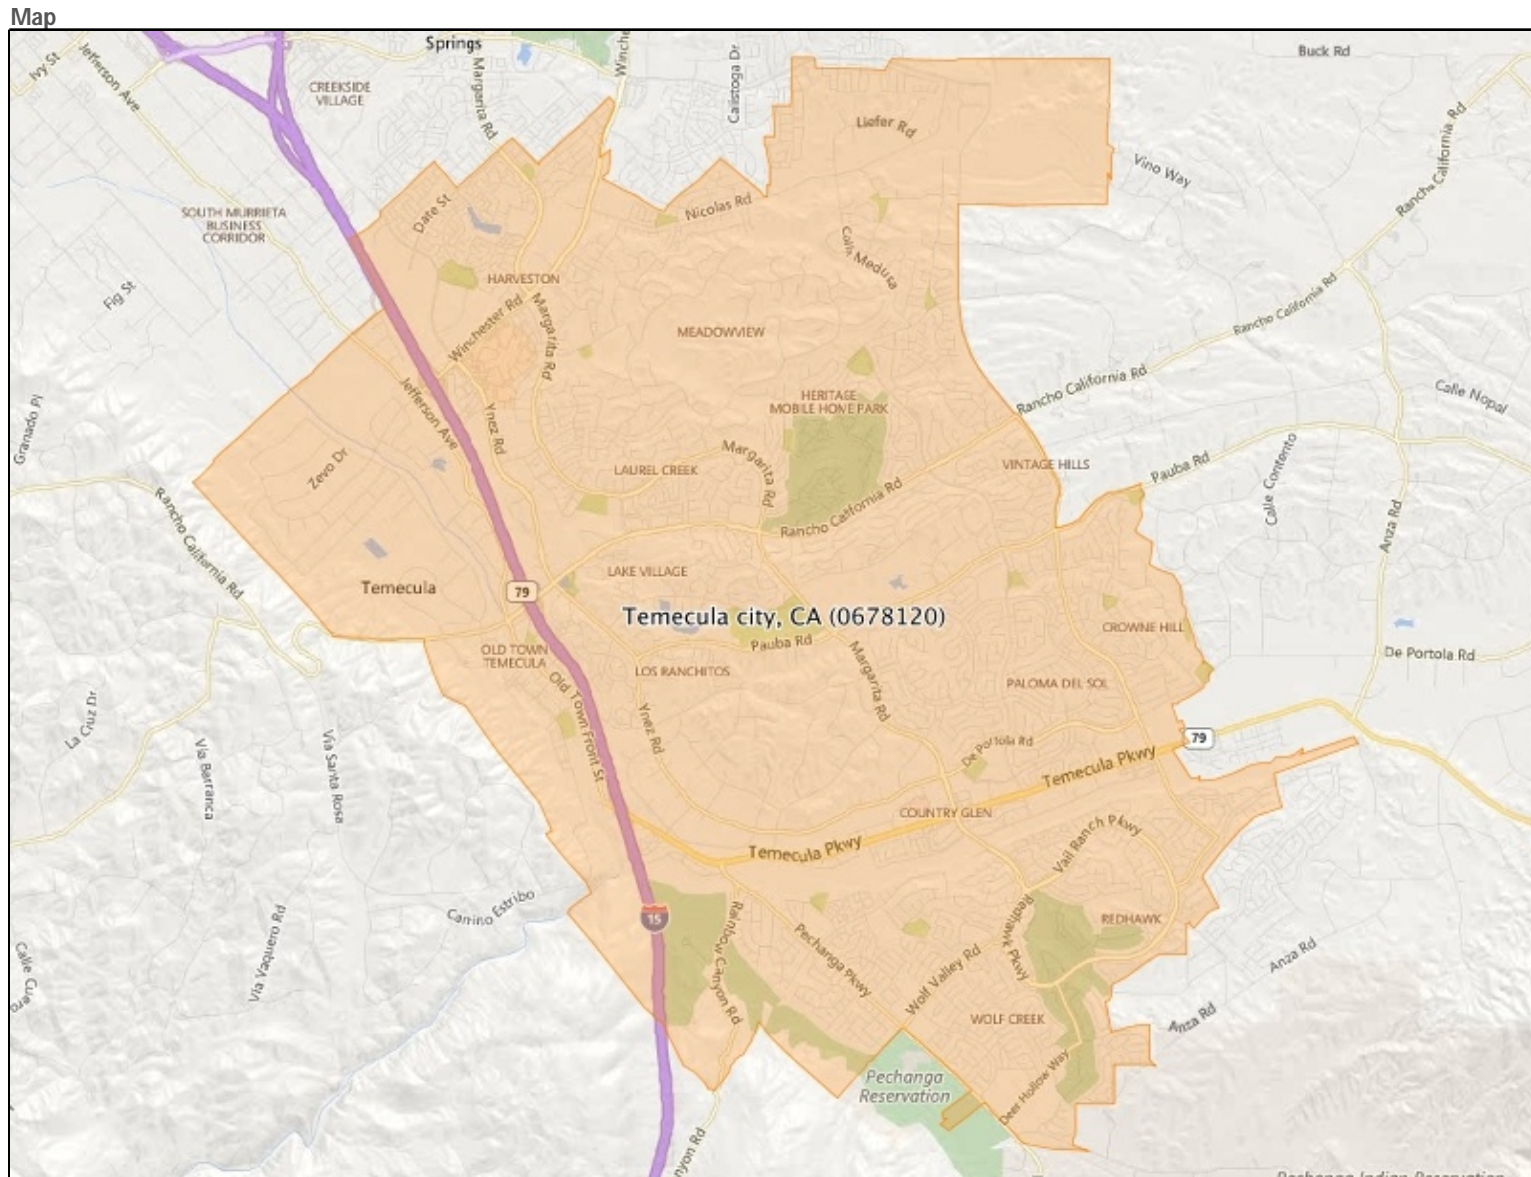 Map
Springs
Buck Rd
Ivy St
Jefferson Ave
Margarita Rd
Winche
Calistoga Dr
CREEKSIDE
VILLAGE
Liefer Rd
Rancho California Rd
Vino Way
Date St
Nicolas Rd
SOUTH MURRIETA
BUSINESS
CORRIDOR
Calle Medusa
HARVESTON
Fig St
Winchester Rd
Margarita Rd
MEADOWVIEW
Rancho California Rd
Jefferson Ave
Ynez Rd
HERITAGE
MOBILE HOME PARK
Rancho California Rd
Calle Nopal
Granado Pl
Zevo Dr
LAUREL CREEK
Margarita Rd
VINTAGE HILLS
Pauba Rd
Calle Contento
Rancho California Rd
Rancho California Rd
Anza Rd
Temecula
79
LAKE VILLAGE
Temecula city, CA (0678120)
CROWNE HILL
OLD TOWN
TEMECULA
Pauba Rd
De Portola Rd
LOS RANCHITOS
Margarita Rd
PALOMA DEL SOL
La Cruz Dr
Via Barranca
Via Santa Rosa
Old Town Front St
Ynez Rd
De Portola Rd
79
Temecula Pkwy
COUNTRY GLEN
Temecula Pkwy
Vail Ranch Pkwy
Camino Estribo
15
Rainbow Canyon Rd
Pechanga Pkwy
Redhawk Pkwy
REDHAWK
Via Vaquero Rd
Wolf Valley Rd
Anza Rd
WOLF CREEK
Anza Rd
Pechanga
Reservation
Deer Hollow Way
nyon Rd
Pechanga Indian Reservation